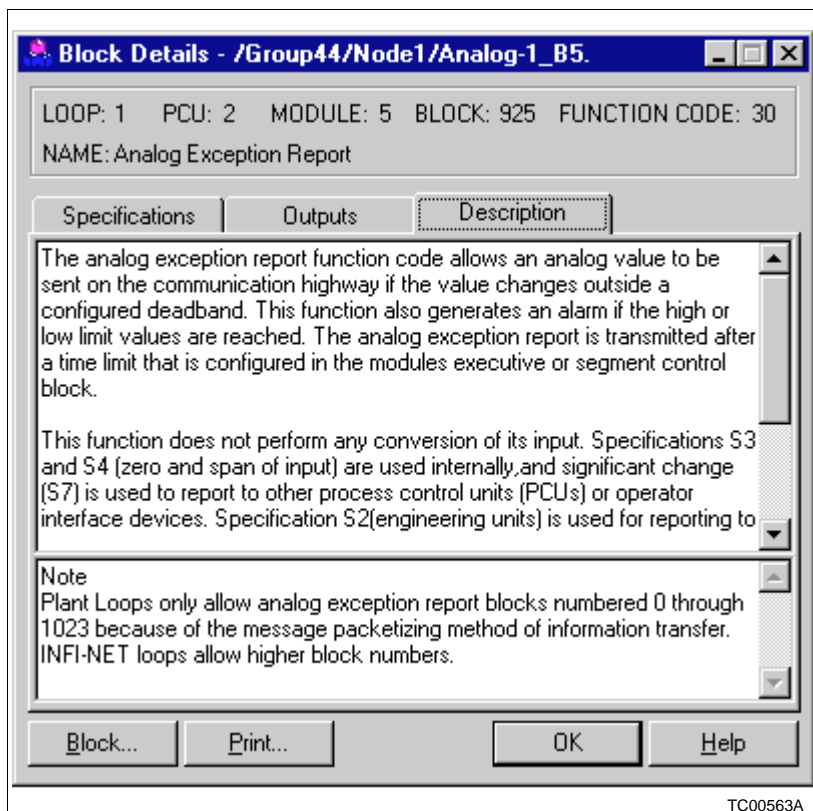 Block Details - /Group44/Node1/Analog-1_B5.
LOOP: 1 PCU: 2 MODULE: 5 BLOCK: 925 FUNCTION CODE: 30
NAME: Analog Exception Report
Specifications Outputs Description
The analog exception report function code allows an analog value to be
sent on the communication highway if the value changes outside a
configured deadband. This function also generates an alarm if the high or
low limit values are reached. The analog exception report is transmitted after
a time limit that is configured in the modules executive or segment control
block.
This function does not perform any conversion of its input. Specifications S3
and S4 (zero and span of input) are used internally,and significant change
(S7) is used to report to other process control units (PCUs) or operator
interface devices. Specification S2(engineering units) is used for reporting to
Note
Plant Loops only allow analog exception report blocks numbered 0 through
1023 because of the message packetizing method of information transfer.
INFI-NET loops allow higher block numbers.
Block... Print... OK Help
TC00563A